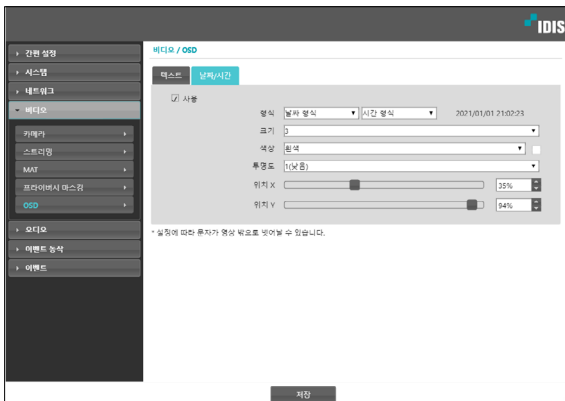 IDIS
간편 설정
시스템
네트워크
비디오
카메라
스트리밍
MAT
프라이버시 마스킹
OSD
오디오
이벤트 동작
이벤트
비디오 / OSD
텍스트 날짜/시간
사용
형식 날짜 형식 시간 형식 2021/01/01 21:02:23
크기 3
색상 흰색
투명도 1(낮음)
위치 X 35%
위치 Y 94%
* 설정에 따라 문자가 영상 밖으로 벗어날 수 있습니다.
저장